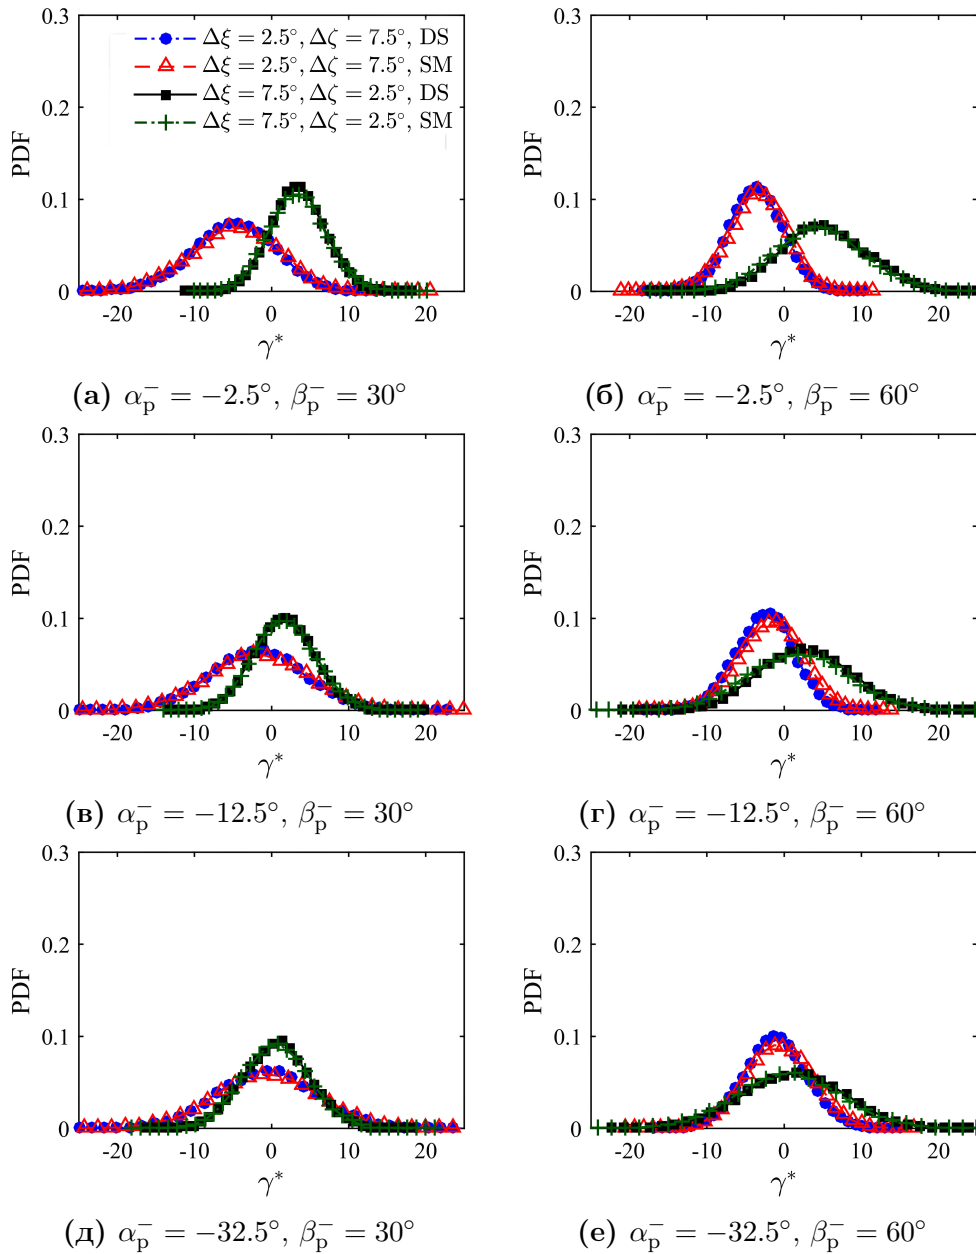 0.3
0.2
0.1
0
PDF
-20 -10 0 10 20
γ*
Δξ = 2.5°, Δζ = 7.5°, DS
Δξ = 2.5°, Δζ = 7.5°, SM
Δξ = 7.5°, Δζ = 2.5°, DS
Δξ = 7.5°, Δζ = 2.5°, SM
(а) α_p^- = −2.5°, β_p^- = 30°
0.3
0.2
0.1
0
PDF
-20 -10 0 10 20
γ*
(б) α_p^- = −2.5°, β_p^- = 60°
0.3
0.2
0.1
0
PDF
-20 -10 0 10 20
γ*
(в) α_p^- = −12.5°, β_p^- = 30°
0.3
0.2
0.1
0
PDF
-20 -10 0 10 20
γ*
(г) α_p^- = −12.5°, β_p^- = 60°
0.3
0.2
0.1
0
PDF
-20 -10 0 10 20
γ*
(д) α_p^- = −32.5°, β_p^- = 30°
0.3
0.2
0.1
0
PDF
-20 -10 0 10 20
γ*
(е) α_p^- = −32.5°, β_p^- = 60°